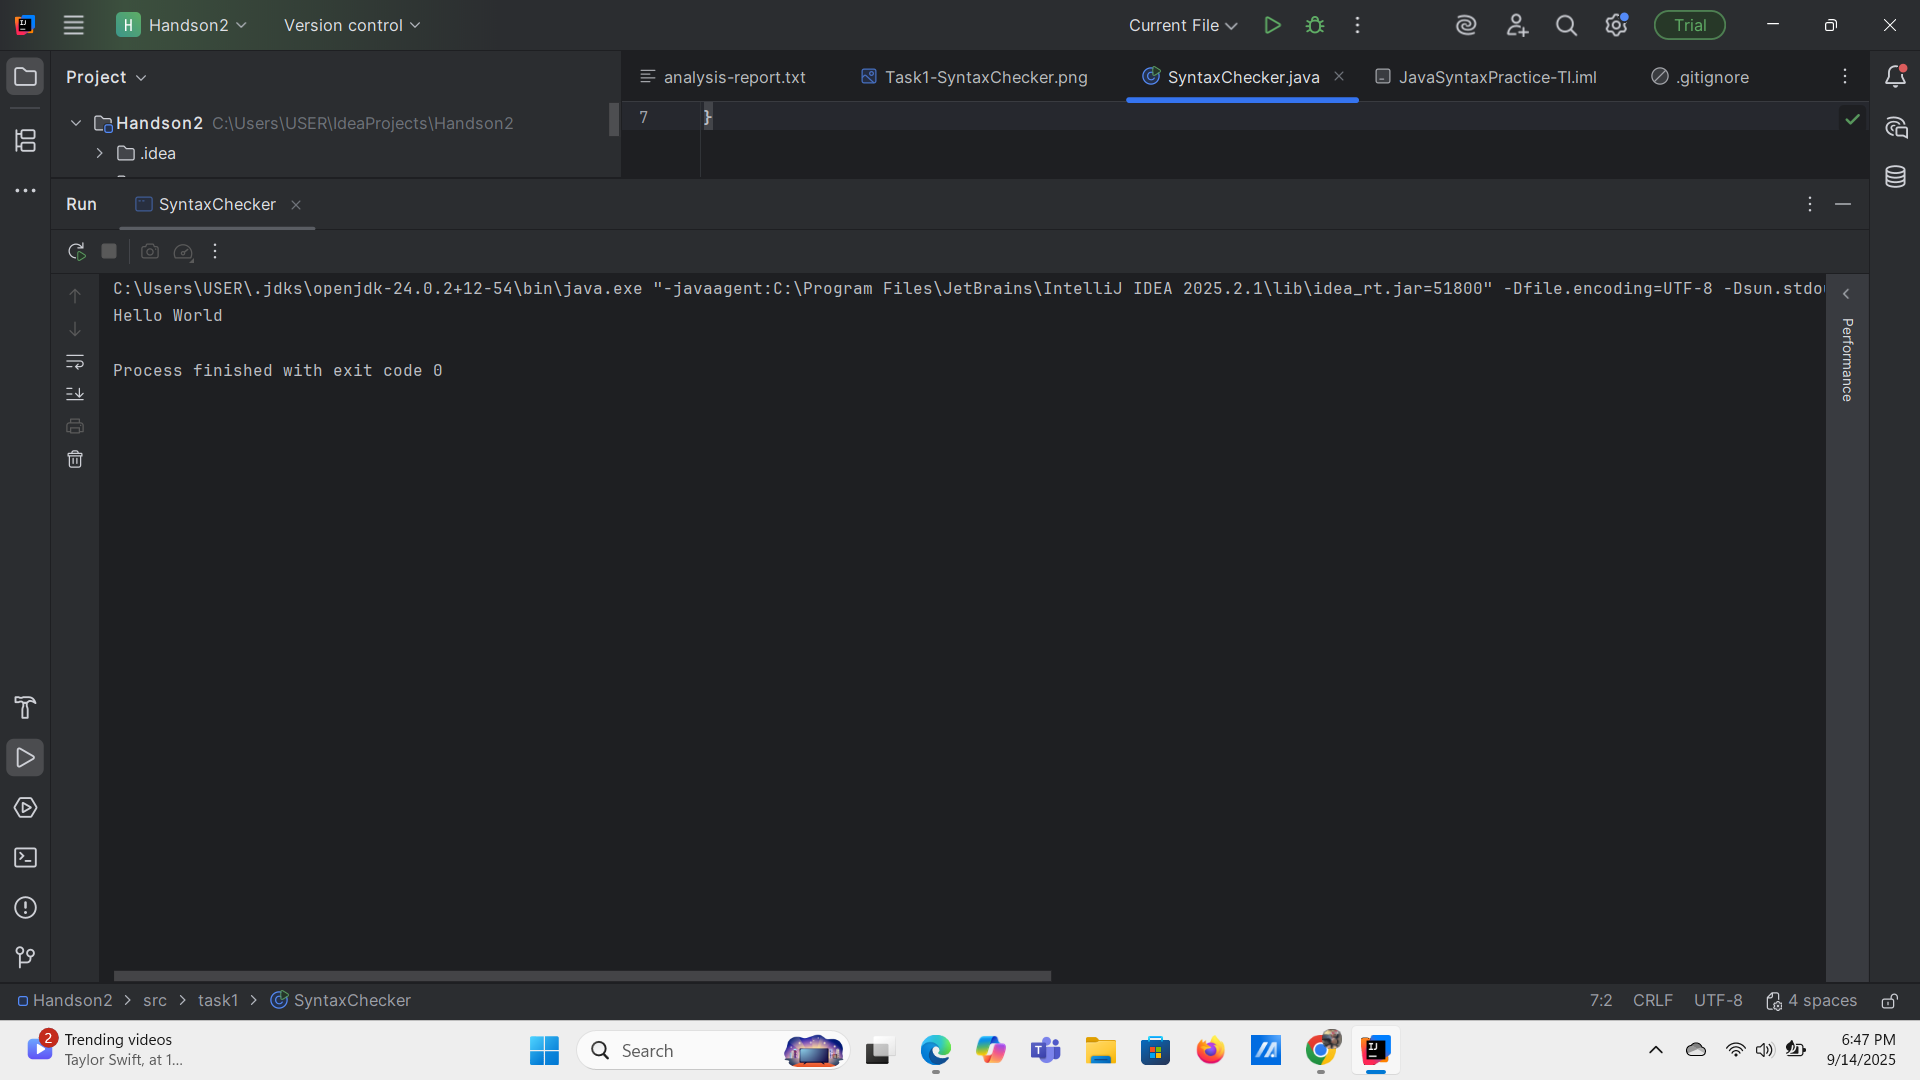 H Handson2 Version control Current File Trial
Project analysis-report.txt Task1-SyntaxChecker.png SyntaxChecker.java JavaSyntaxPractice-TI.iml .gitignore
Handson2 C:\Users\USER\IdeaProjects\Handson2 7 }
.idea
Run SyntaxChecker
C:\Users\USER\.jdks\openjdk-24.0.2+12-54\bin\java.exe "-javaagent:C:\Program Files\JetBrains\IntelliJ IDEA 2025.2.1\lib\idea_rt.jar=51800" -Dfile.encoding=UTF-8 -Dsun.stdou
Hello World
Process finished with exit code 0
Performance
Handson2 > src > task1 > SyntaxChecker 7:2 CRLF UTF-8 4 spaces
2 Trending videos
Taylor Swift, at 1...
Search
6:47 PM
9/14/2025